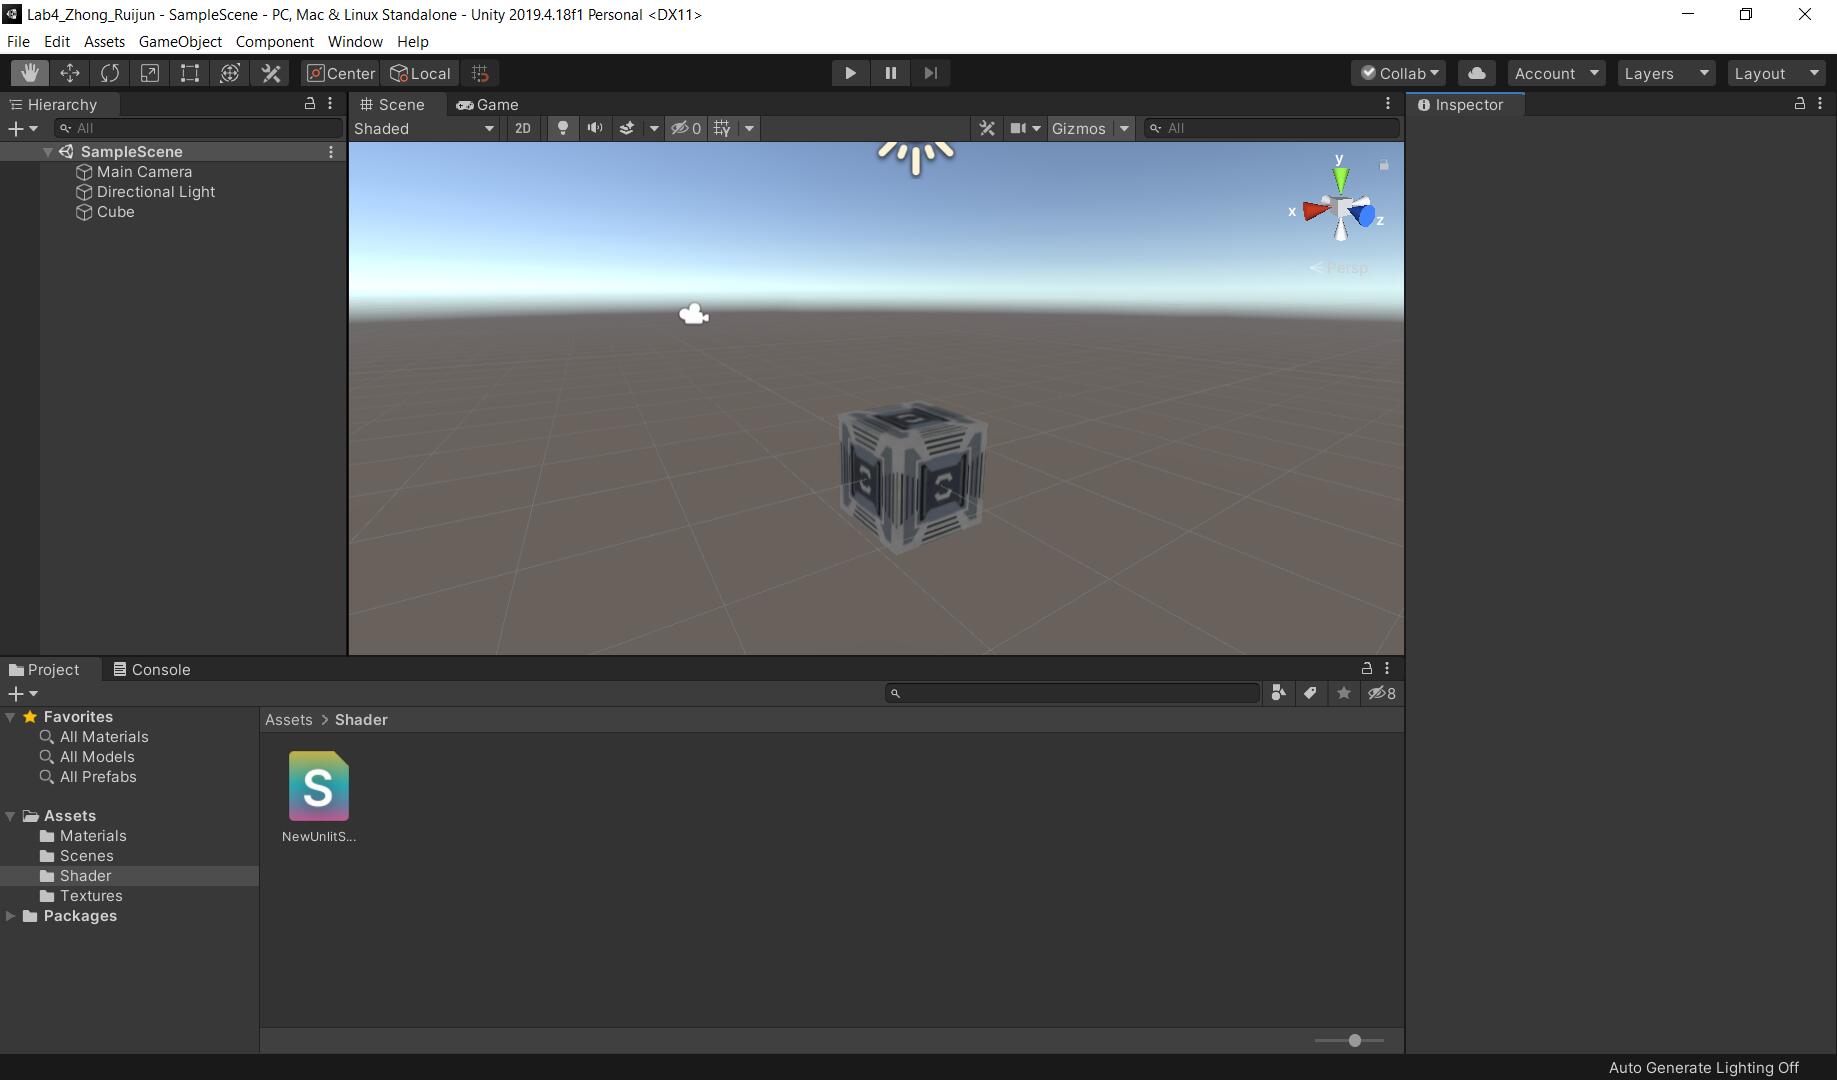 Lab4_Zhong_Ruijun - SampleScene - PC, Mac & Linux Standalone - Unity 2019.4.18f1 Personal <DX11>
File Edit Assets GameObject Component Window Help
Center Local Collab Account Layers Layout
Hierarchy
All
SampleScene
Main Camera
Directional Light
Cube
Scene Game
Shaded 2D 0 Gizmos All
y
x
z
Persp
Inspector
Project Console
8
Favorites
All Materials
All Models
All Prefabs
Assets
Materials
Scenes
Shader
Textures
Packages
Assets > Shader
S
NewUnlitS...
Auto Generate Lighting Off